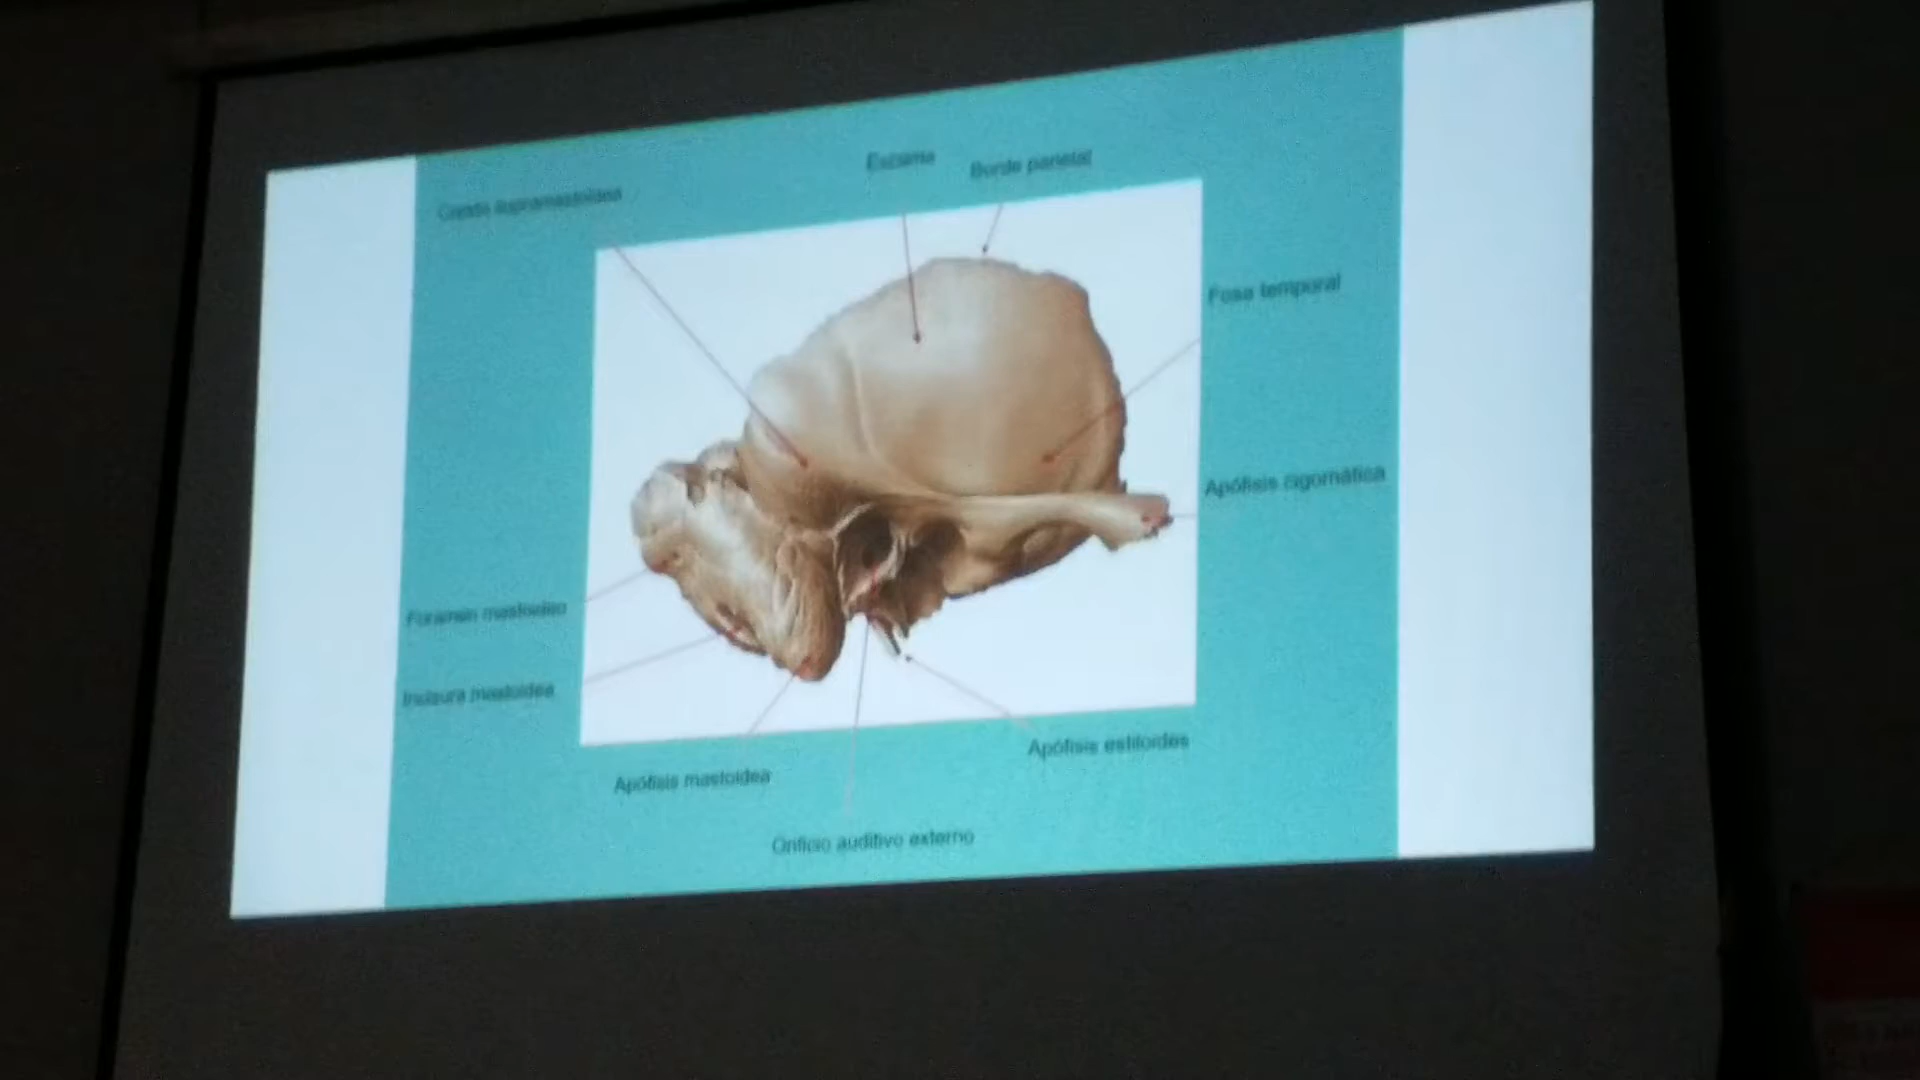 Escama
Borde parietal
Cresta supramastoidea
Fosa temporal
Apófisis cigomática
Foramen mastoideo
Incisura mastoidea
Apófisis estiloides
Apófisis mastoidea
Orificio auditivo externo